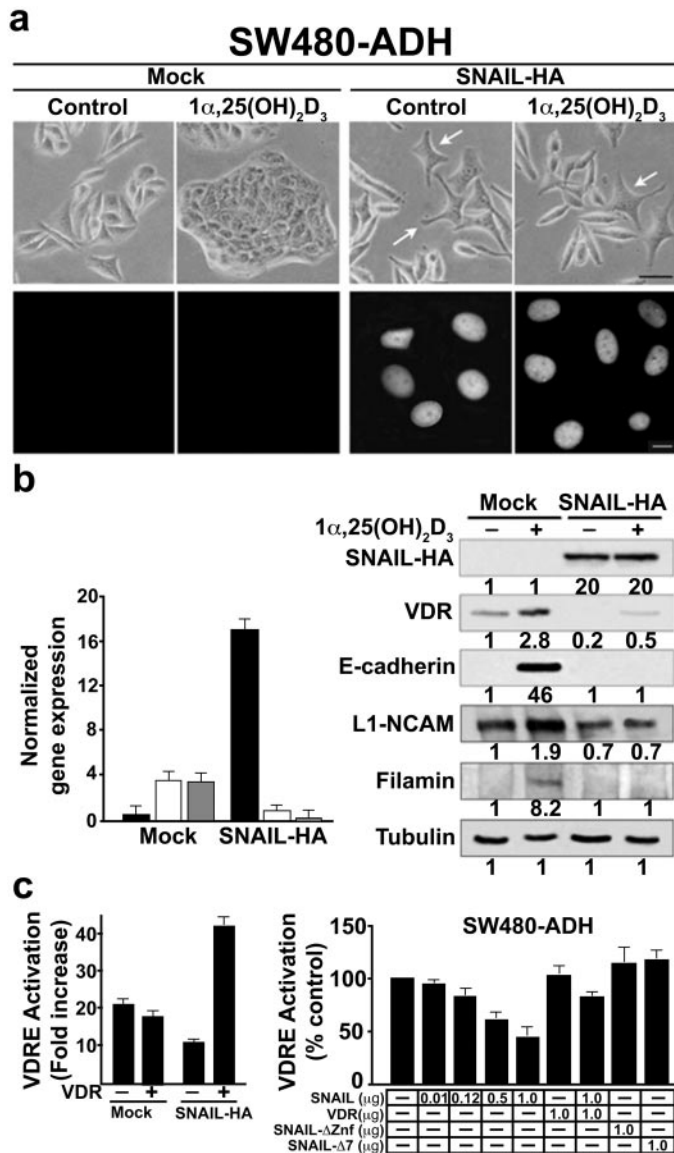 a
SW480-ADH
Mock SNAIL-HA
Control 1α,25(OH)₂D₃ Control 1α,25(OH)₂D₃
b
Normalized gene expression
20
16
12
8
4
0
Mock SNAIL-HA
Mock SNAIL-HA
1α,25(OH)₂D₃ – + – +
SNAIL-HA
1 1 20 20
VDR
1 2.8 0.2 0.5
E-cadherin
1 46 1 1
L1-NCAM
1 1.9 0.7 0.7
Filamin
1 8.2 1 1
Tubulin
1 1 1 1
c
VDRE Activation
(Fold increase)
40
30
20
10
VDR – + – +
Mock SNAIL-HA
SW480-ADH
VDRE Activation
(% control)
150
100
50
0
SNAIL (μg) – 0.01 0.12 0.5 1.0 – 1.0 – –
VDR(μg) – – – – – 1.0 1.0 – –
SNAIL-ΔZnf (μg) – – – – – – – 1.0 –
SNAIL-Δ7 (μg) – – – – – – – – 1.0